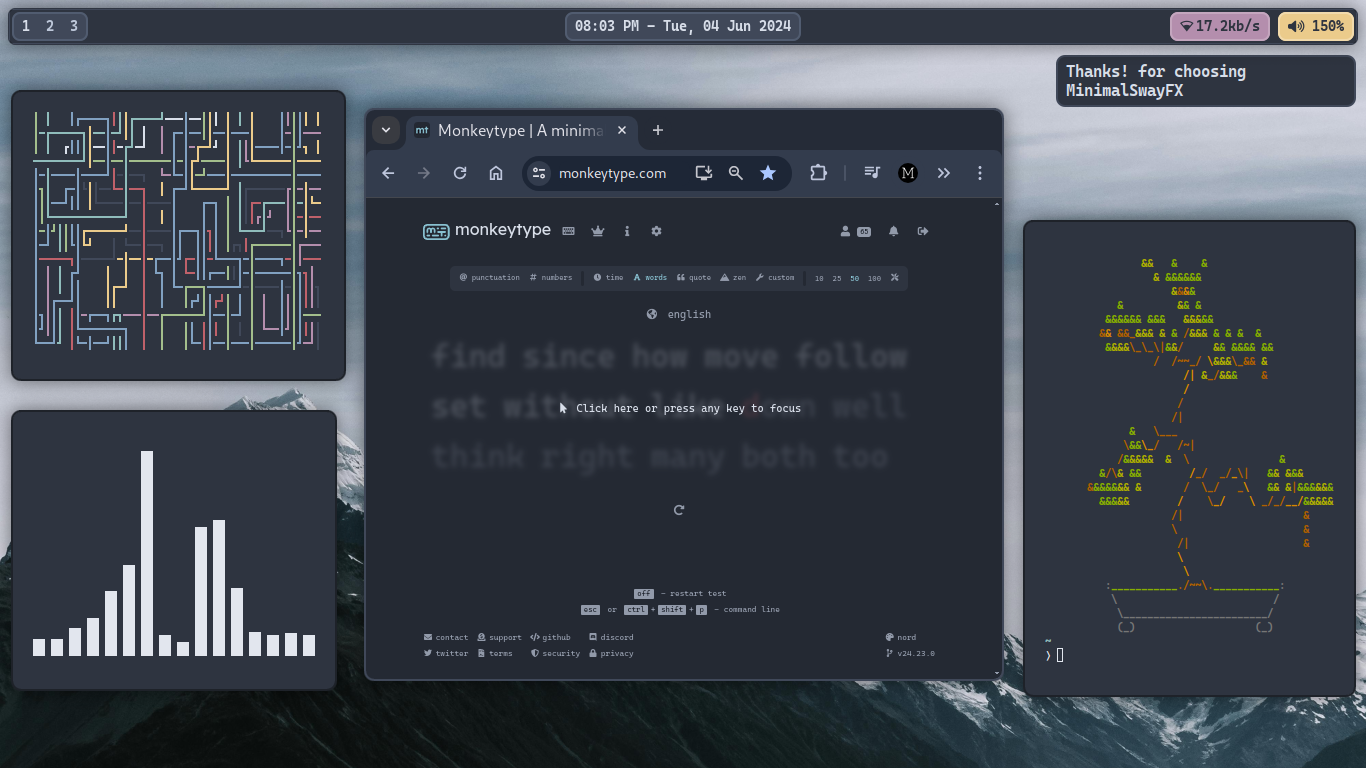 1 2 3
08:03 PM – Tue, 04 Jun 2024
17.2kb/s
150%
Thanks! for choosing
MinimalSwayFX
mt Monkeytype | A minima
monkeytype.com
M
mt monkeytype
65
@ punctuation # numbers time A words quote zen custom 10 25 50 100
english
find since how move follow
set without like down well
think right many both too
Click here or press any key to focus
off – restart test
esc or ctrl + shift + p – command line
contact support github discord
nord
twitter terms security privacy
v24.23.0
~
❯